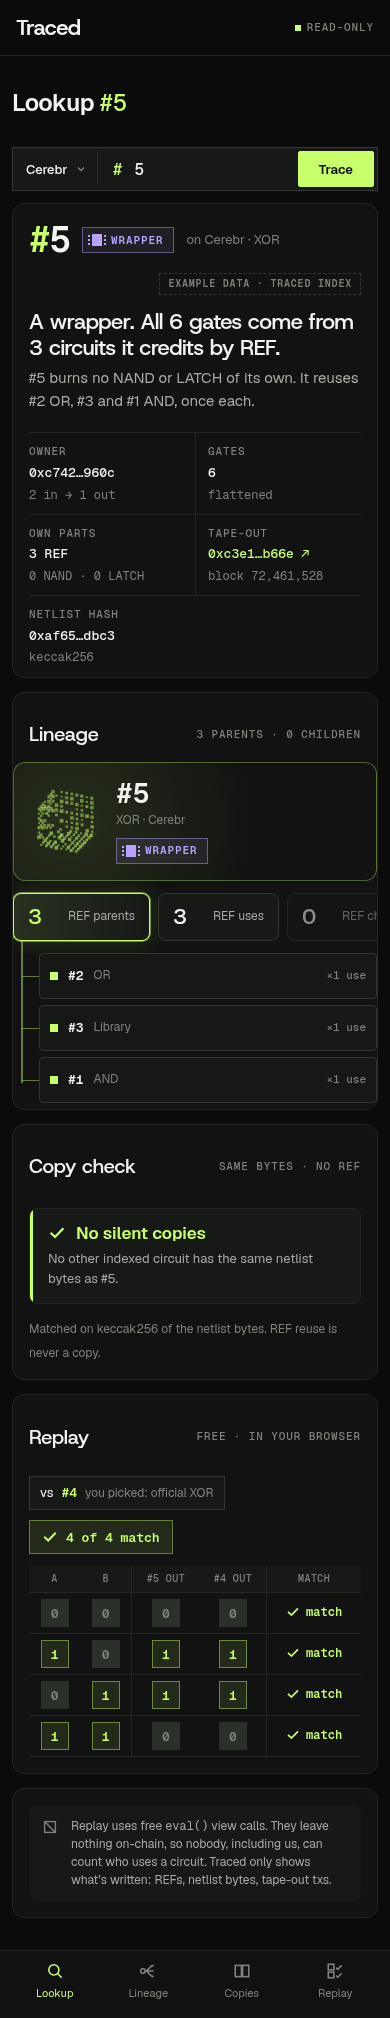 Traced
READ-ONLY
Lookup #5
Cerebr
# 5
Trace
#5 WRAPPER on Cerebr · XOR
EXAMPLE DATA · TRACED INDEX
A wrapper. All 6 gates come from
3 circuits it credits by REF.
#5 burns no NAND or LATCH of its own. It reuses
#2 OR, #3 and #1 AND, once each.
OWNER
0xc742…960c
2 in → 1 out
GATES
6
flattened
OWN PARTS
3 REF
0 NAND · 0 LATCH
TAPE-OUT
0xc3e1…b66e ↗
block 72,461,528
NETLIST HASH
0xaf65…dbc3
keccak256
Lineage
3 PARENTS · 0 CHILDREN
#5
XOR · Cerebr
WRAPPER
3 REF parents
3 REF uses
0 REF ch
#2 OR ×1 use
#3 Library ×1 use
#1 AND ×1 use
Copy check
SAME BYTES · NO REF
No silent copies
No other indexed circuit has the same netlist
bytes as #5.
Matched on keccak256 of the netlist bytes. REF reuse is
never a copy.
Replay
FREE · IN YOUR BROWSER
vs #4 you picked: official XOR
4 of 4 match
A B #5 OUT #4 OUT MATCH
0 0 0 0 match
1 0 1 1 match
0 1 1 1 match
1 1 0 0 match
Replay uses free eval() view calls. They leave
nothing on-chain, so nobody, including us, can
count who uses a circuit. Traced only shows
what's written: REFs, netlist bytes, tape-out txs.
Lookup
Lineage
Copies
Replay